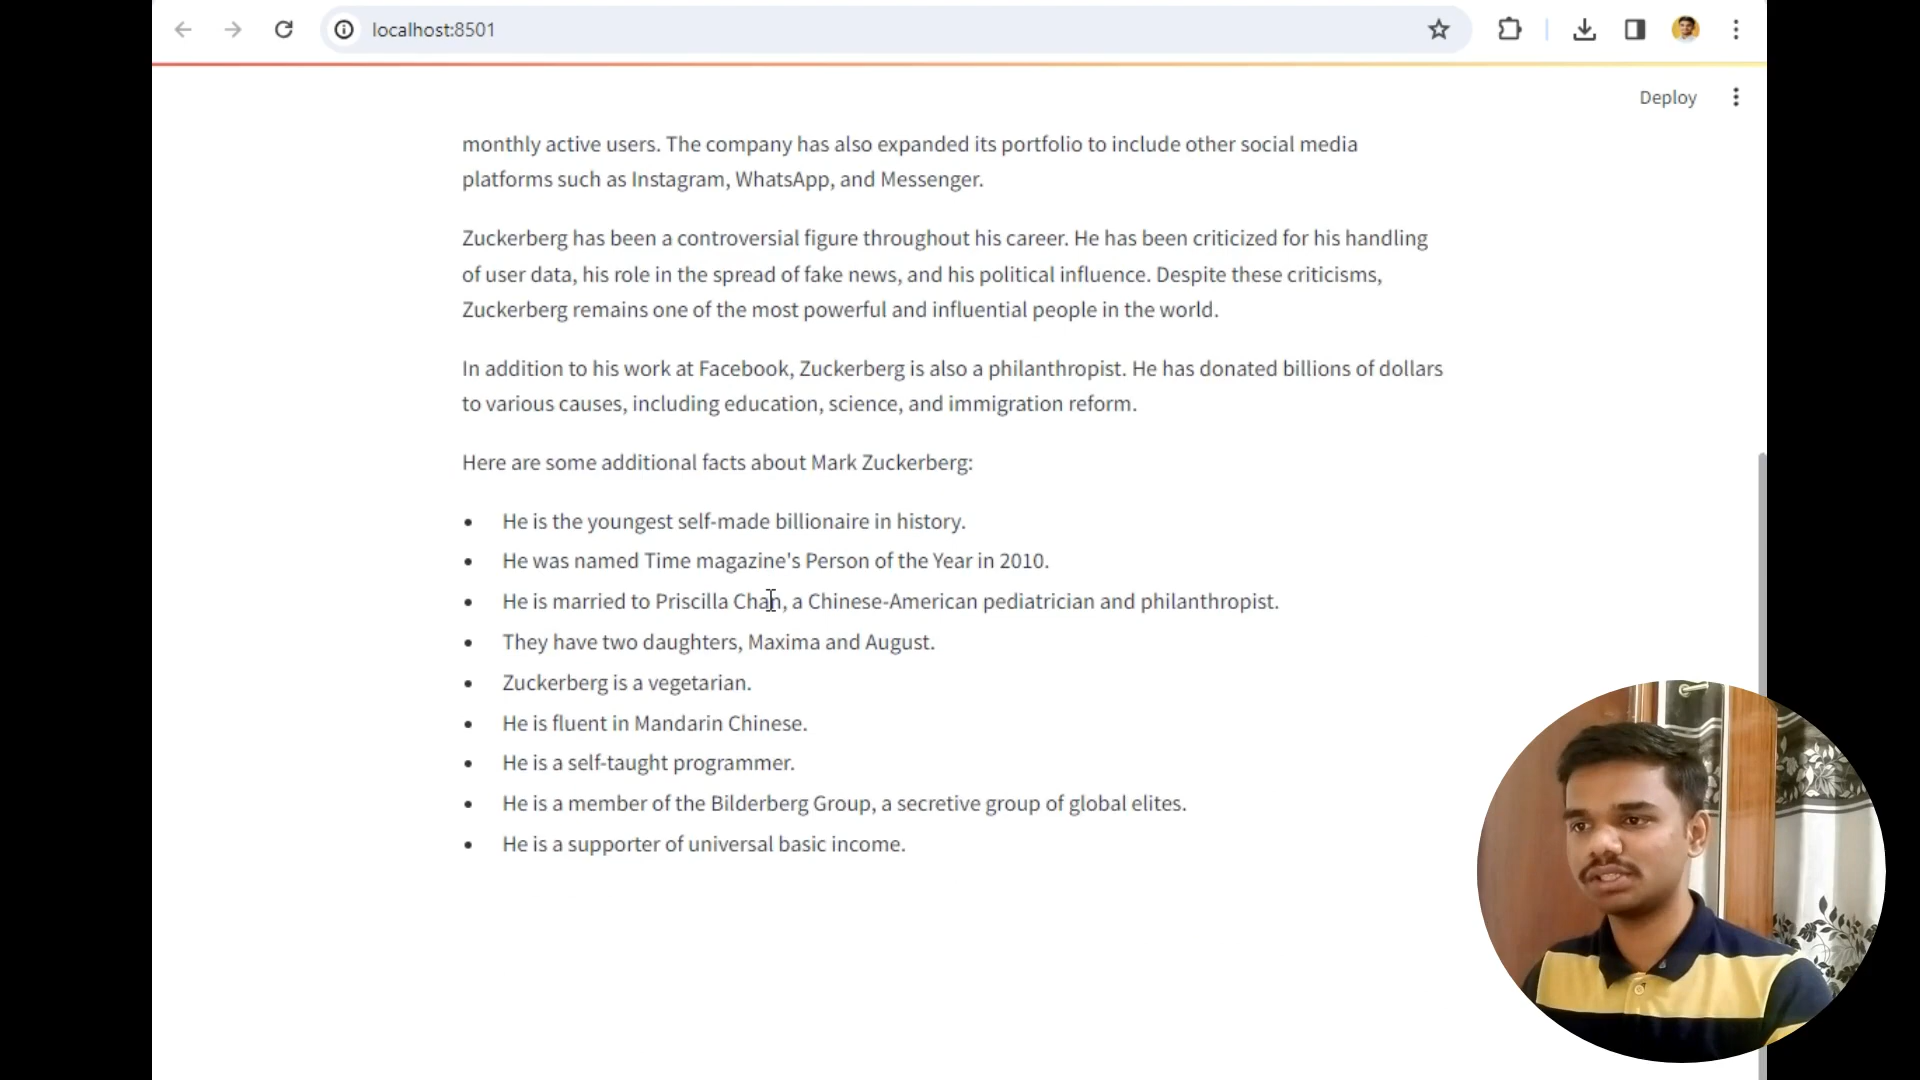 localhost:8501
Deploy
monthly active users. The company has also expanded its portfolio to include other social media
platforms such as Instagram, WhatsApp, and Messenger.
Zuckerberg has been a controversial figure throughout his career. He has been criticized for his handling
of user data, his role in the spread of fake news, and his political influence. Despite these criticisms,
Zuckerberg remains one of the most powerful and influential people in the world.
In addition to his work at Facebook, Zuckerberg is also a philanthropist. He has donated billions of dollars
to various causes, including education, science, and immigration reform.
Here are some additional facts about Mark Zuckerberg:
• He is the youngest self-made billionaire in history.
• He was named Time magazine's Person of the Year in 2010.
• He is married to Priscilla Chan, a Chinese-American pediatrician and philanthropist.
• They have two daughters, Maxima and August.
• Zuckerberg is a vegetarian.
• He is fluent in Mandarin Chinese.
• He is a self-taught programmer.
• He is a member of the Bilderberg Group, a secretive group of global elites.
• He is a supporter of universal basic income.